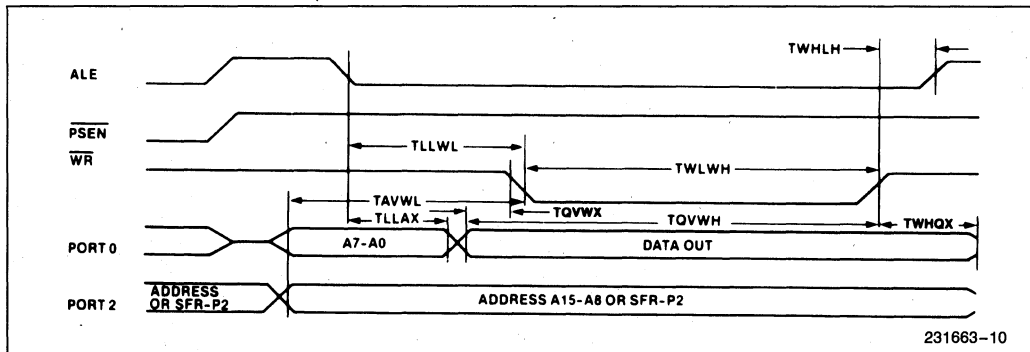 TWHLH
ALE
PSEN
TLLWL
TWLWH
WR
TAVWL
TQVWX
TLLAX
TQVWH
TWHQX
PORT 0
A7-A0
DATA OUT
PORT 2
ADDRESS
OR SFR-P2
ADDRESS A15-A8 OR SFR-P2
231663-10